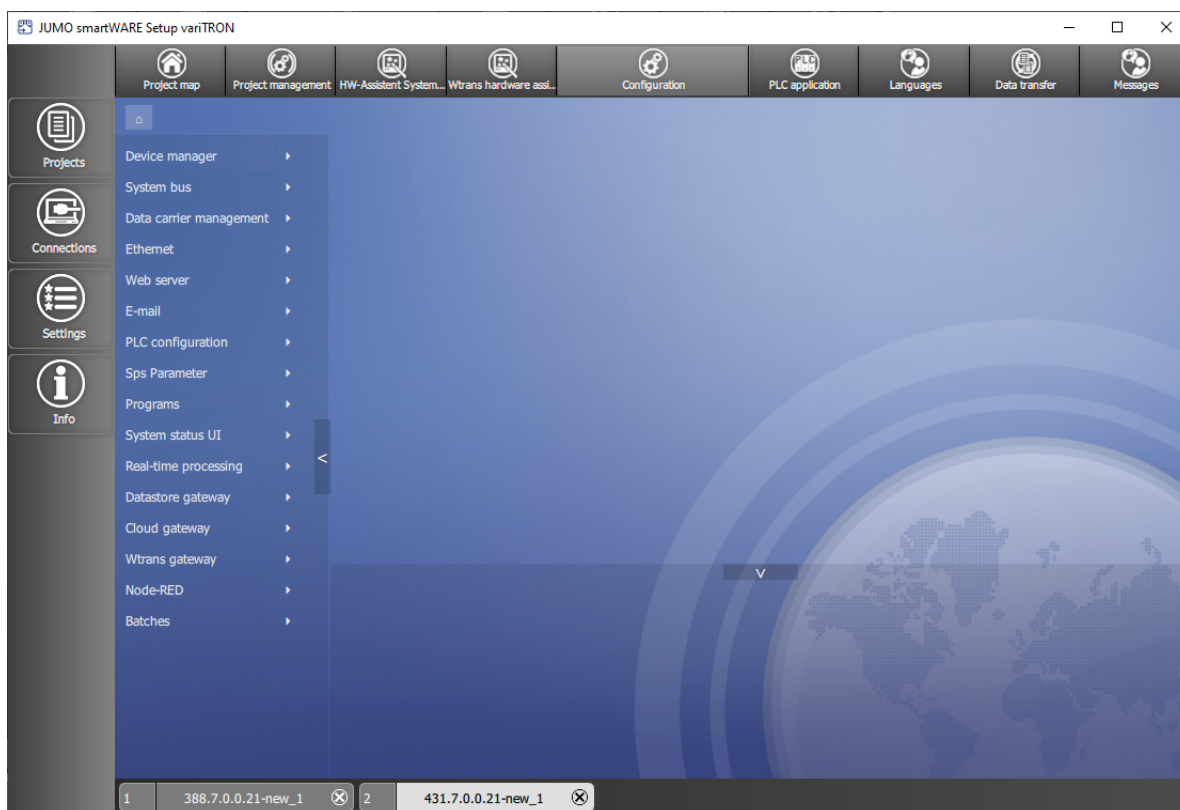 JUMO smartWARE Setup variTRON
Project map
Project management
HW-Assistent System...
Wtrans hardware assi...
Configuration
PLC application
Languages
Data transfer
Messages
Projects
Connections
Settings
Info
Device manager
System bus
Data carrier management
Ethernet
Web server
E-mail
PLC configuration
Sps Parameter
Programs
System status UI
Real-time processing
Datastore gateway
Cloud gateway
Wtrans gateway
Node-RED
Batches
<
V
1 388.7.0.0.21-new_1
2 431.7.0.0.21-new_1